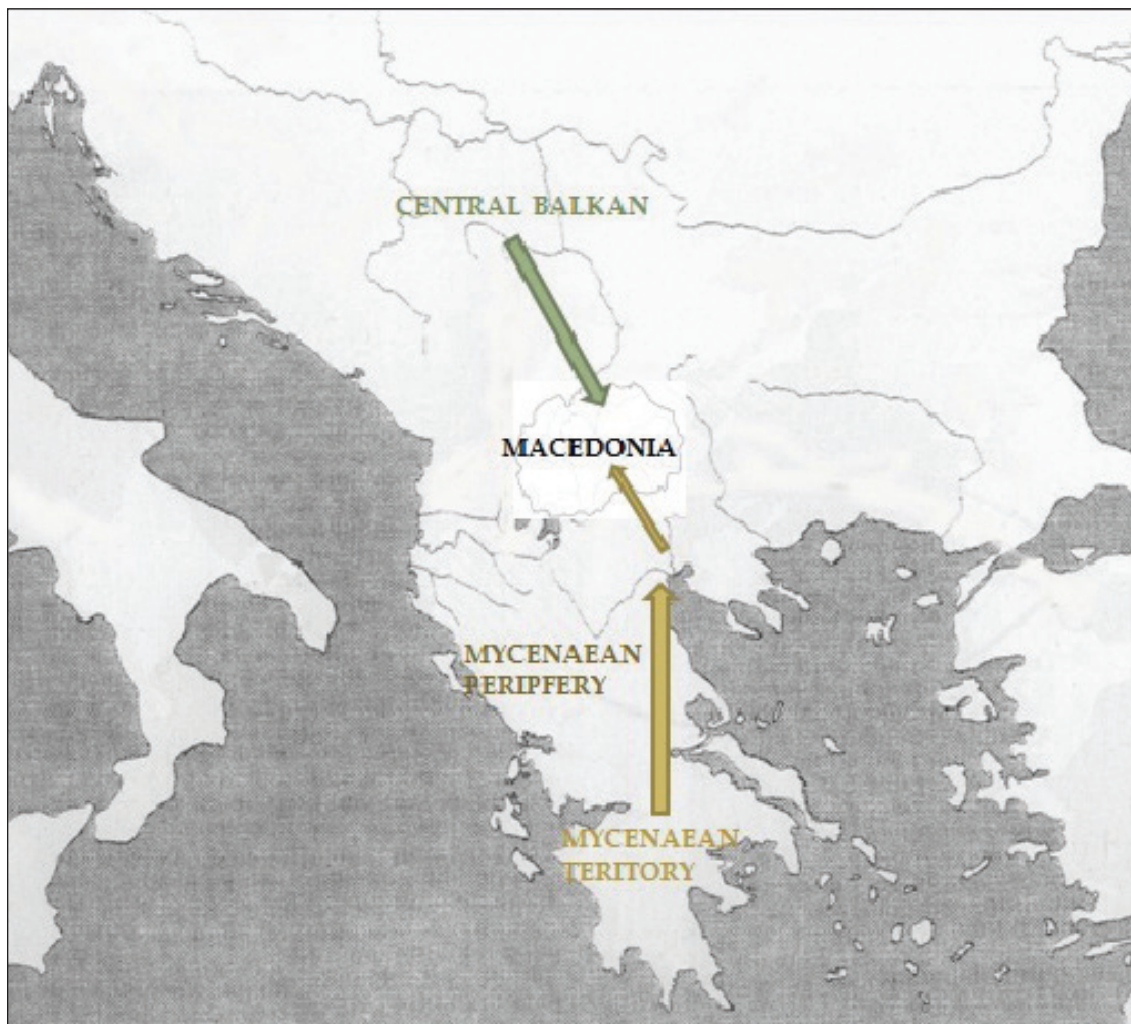 CENTRAL BALKAN
MACEDONIA
MYCENAEAN
PERIPFERY
MYCENAEAN
TERITORY